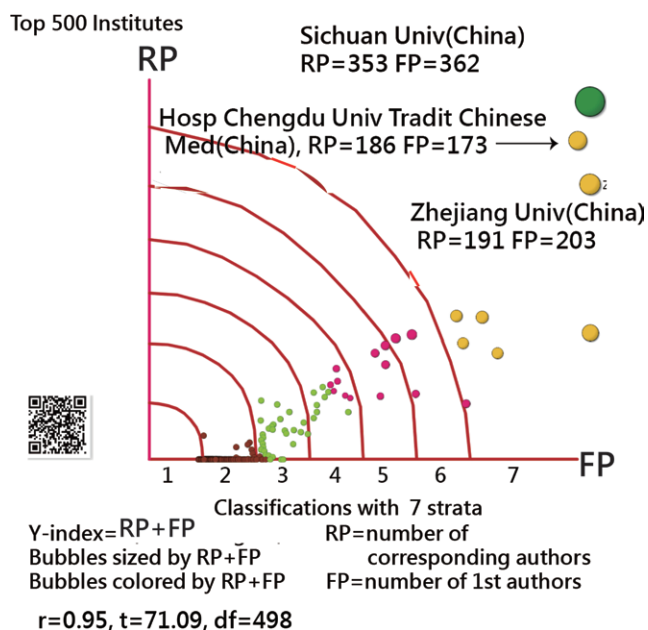 Top 500 Institutes
RP
Sichuan Univ(China)
RP=353 FP=362
Hosp Chengdu Univ Tradit Chinese
Med(China), RP=186 FP=173
Zhejiang Univ(China)
RP=191 FP=203
1 2 3 4 5 6 7 FP
Classifications with 7 strata
Y-index=RP+FP
Bubbles sized by RP+FP
Bubbles colored by RP+FP
RP=number of
corresponding authors
FP=number of 1st authors
r=0.95, t=71.09, df=498